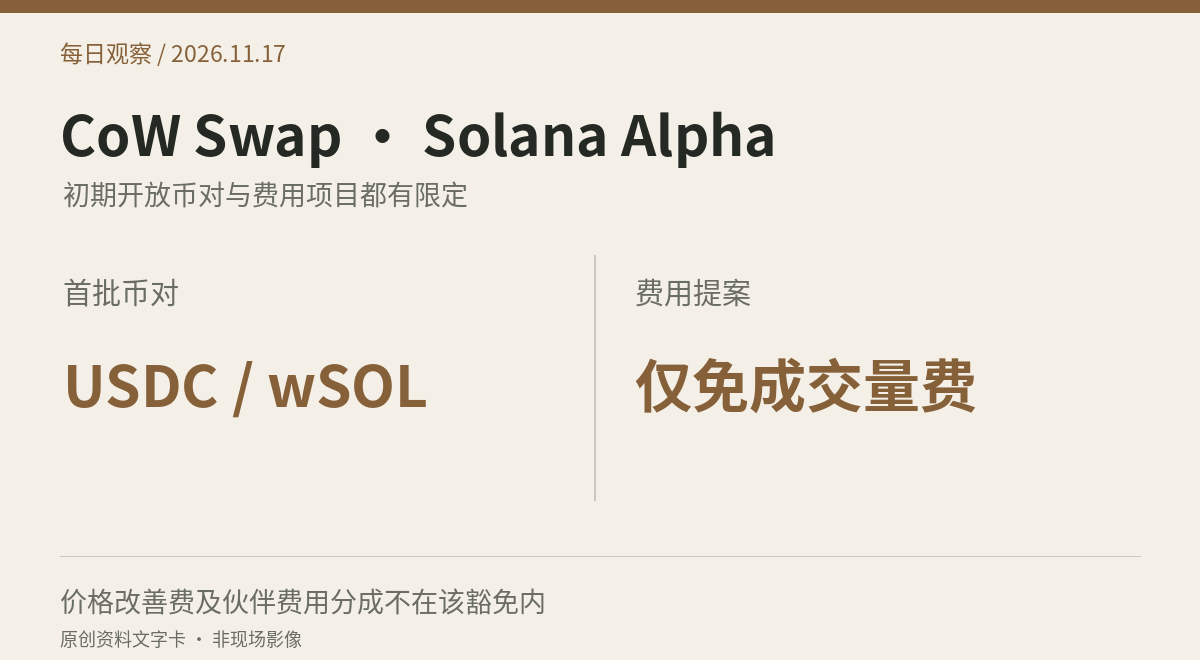 每日观察 / 2026.11.17
CoW Swap · Solana Alpha
初期开放币对与费用项目都有限定
首批币对
USDC / wSOL
费用提案
仅免成交量费
价格改善费及伙伴费用分成不在该豁免内
原创资料文字卡 · 非现场影像